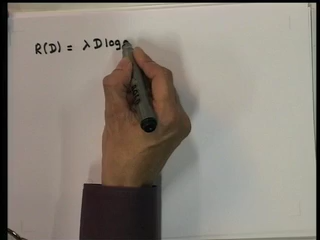 R(D) = λ D log